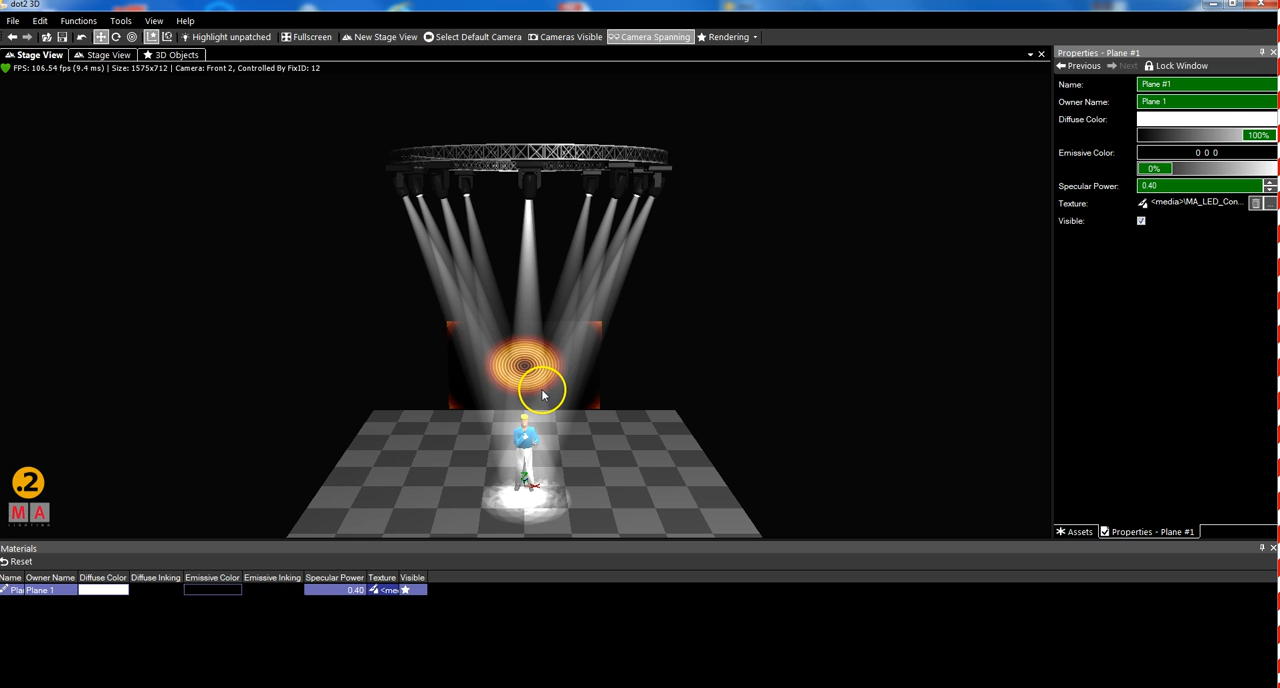 dot2 3D
File Edit Functions Tools View Help
Highlight unpatched Fullscreen New Stage View Select Default Camera Cameras Visible Camera Spanning Rendering
Stage View Stage View 3D Objects
FPS: 106.54 fps (9.4 ms) | Size: 1575x712 | Camera: Front 2, Controlled By FixID: 12
Properties - Plane #1
Previous Next Lock Window
Name: Plane #1
Owner Name: Plane 1
Diffuse Color:
100%
Emissive Color: 0 0 0
0%
Specular Power: 0.40
Texture: <media>\MA_LED_Con... ...
Visible:
.2
MA
LIGHTING
Assets Properties - Plane #1
Materials
Reset
Name Owner Name Diffuse Color Diffuse Inking Emissive Color Emissive Inking Specular Power Texture Visible
Pla Plane 1 0.40 <me